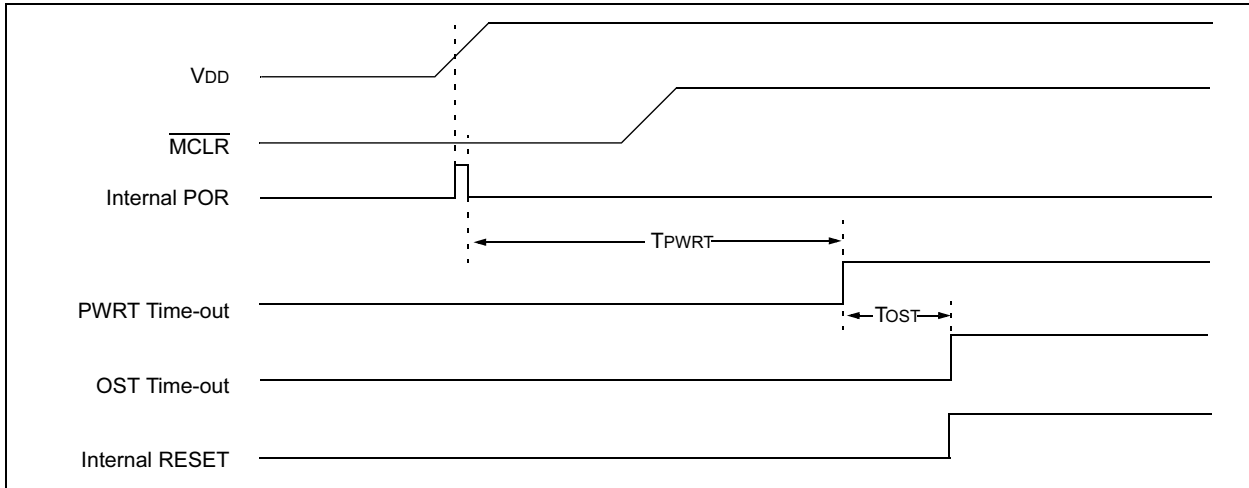 VDD
MCLR
Internal POR
TPWRT
PWRT Time-out
TOST
OST Time-out
Internal RESET